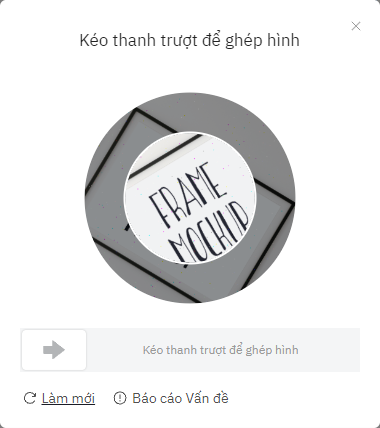 Kéo thanh trượt để ghép hình
FRAME
MOCKUP
Kéo thanh trượt để ghép hình
Làm mới
Báo cáo Vấn đề